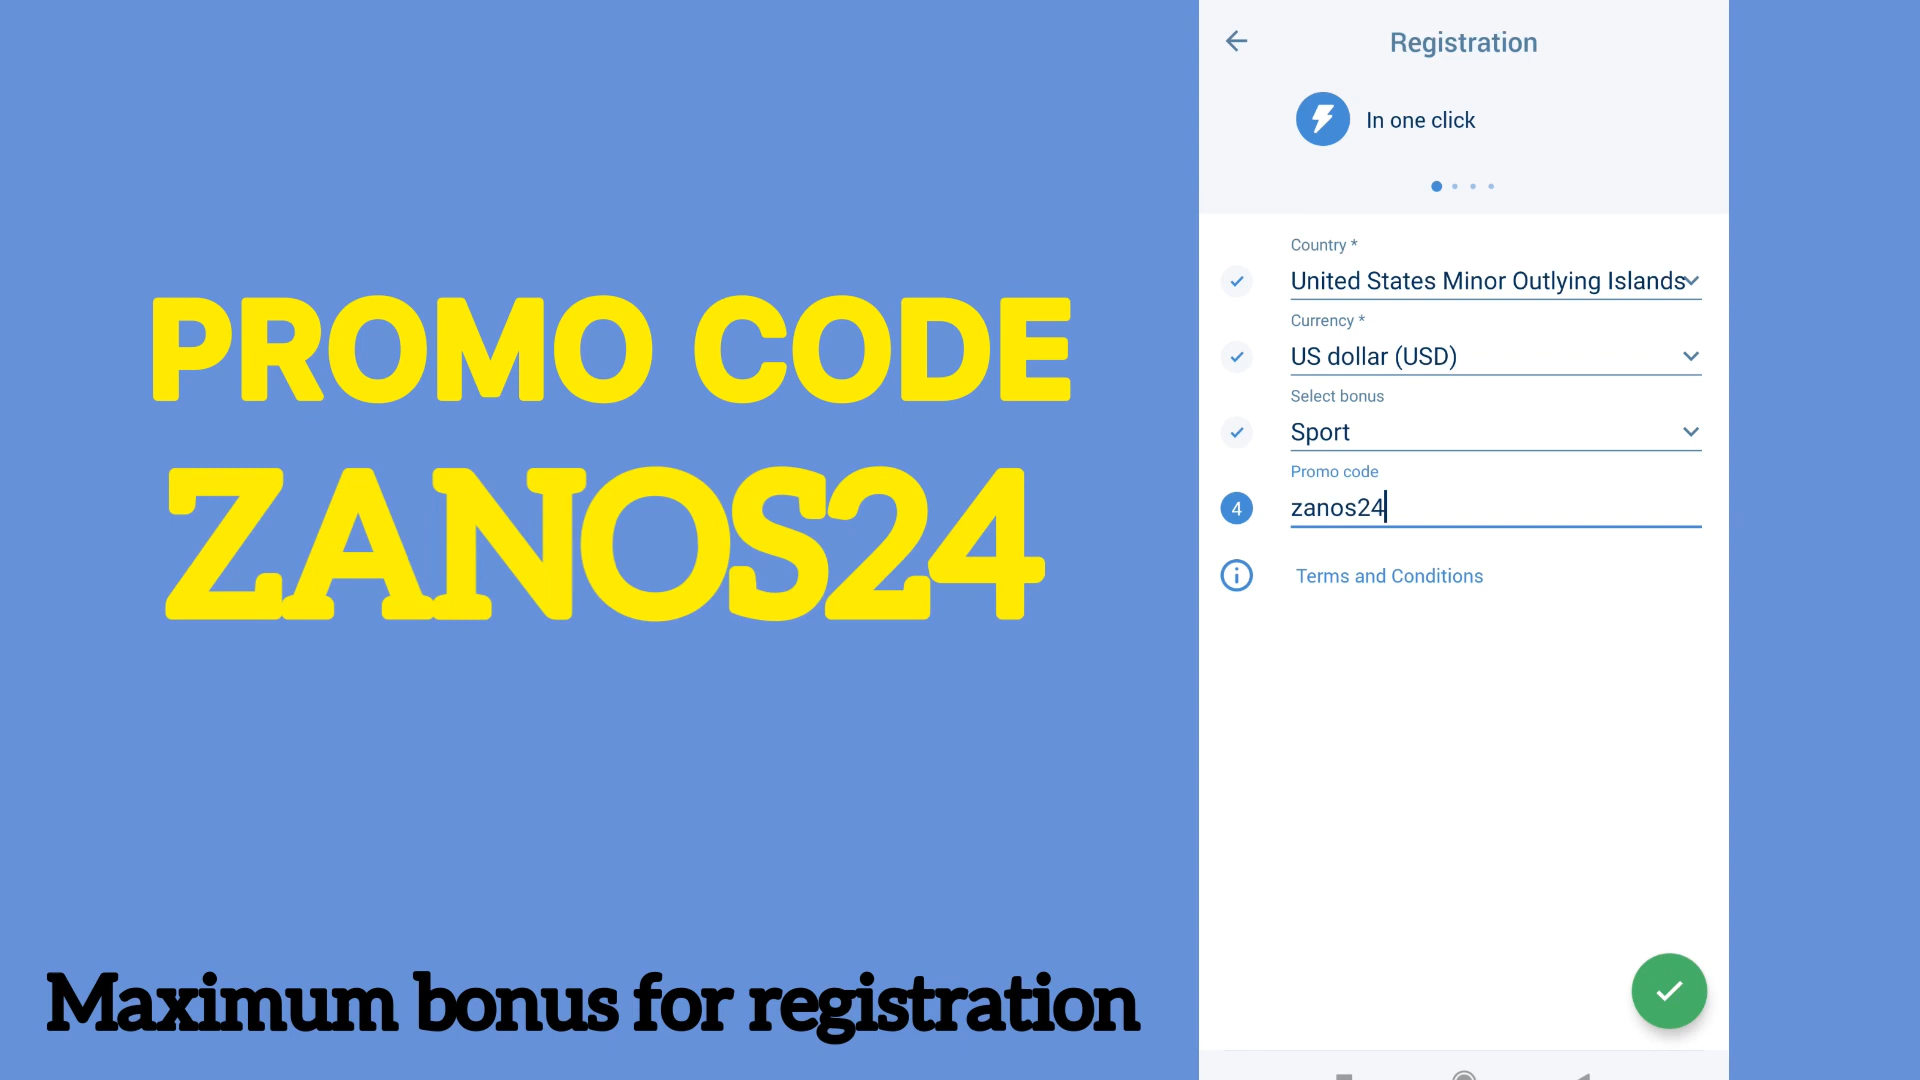 PROMO CODE
ZANOS24
Maximum bonus for registration
Registration
In one click
Country *
United States Minor Outlying Islands
Currency *
US dollar (USD)
Select bonus
Sport
Promo code
4
zanos24
Terms and Conditions